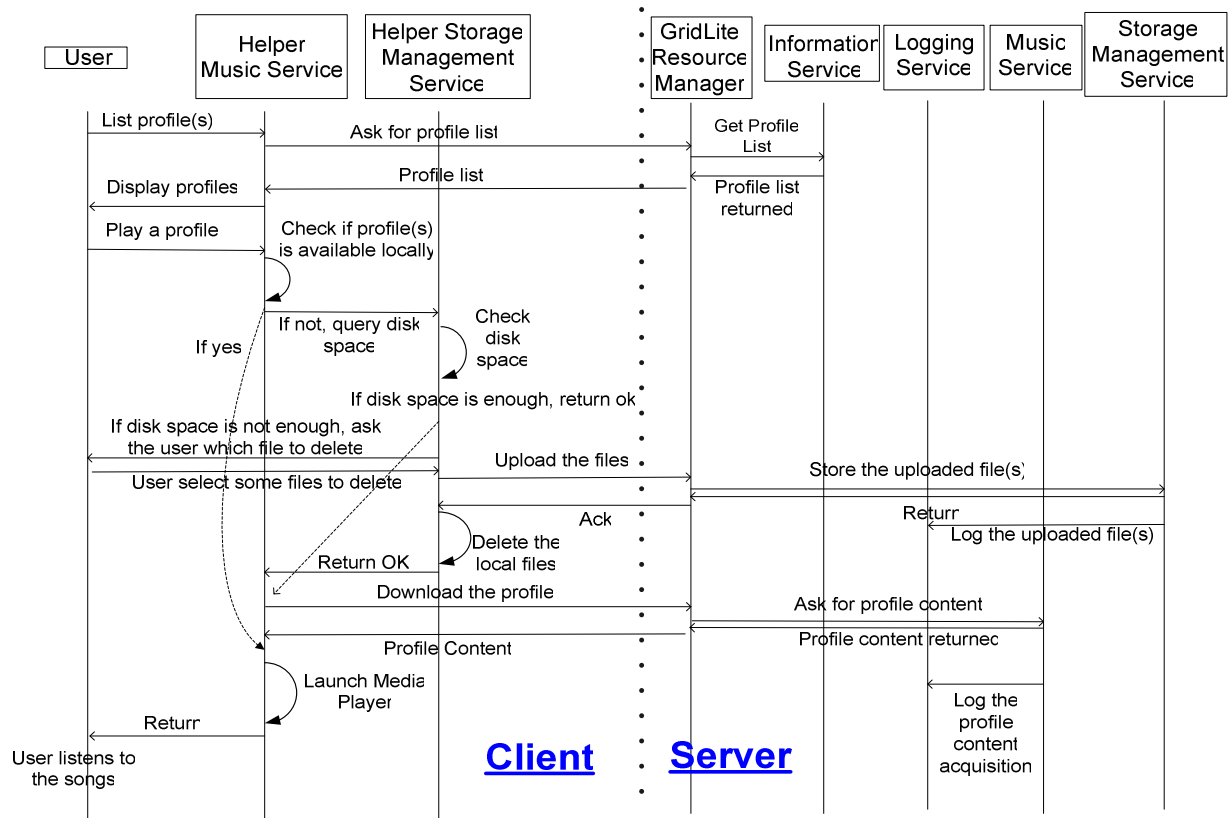 User
Helper
Music Service
Helper Storage
Management
Service
GridLite
Resource
Manager
Information
Service
Logging
Service
Music
Service
Storage
Management
Service
List profile(s)
Ask for profile list
Get Profile
List
Profile list
Profile list
returned
Display profiles
Play a profile
Check if profile(s)
is available locally
If not, query disk
space
Check
disk
space
If yes
If disk space is enough, return ok
If disk space is not enough, ask
the user which file to delete
User select some files to delete
Upload the files
Store the uploaded file(s)
Return
Ack
Log the uploaded file(s)
Delete the
local files
Return OK
Download the profile
Ask for profile content
Profile content returned
Profile Content
Launch Media
Player
Log the
profile
content
acquisition
Return
User listens to
the songs
Client
Server